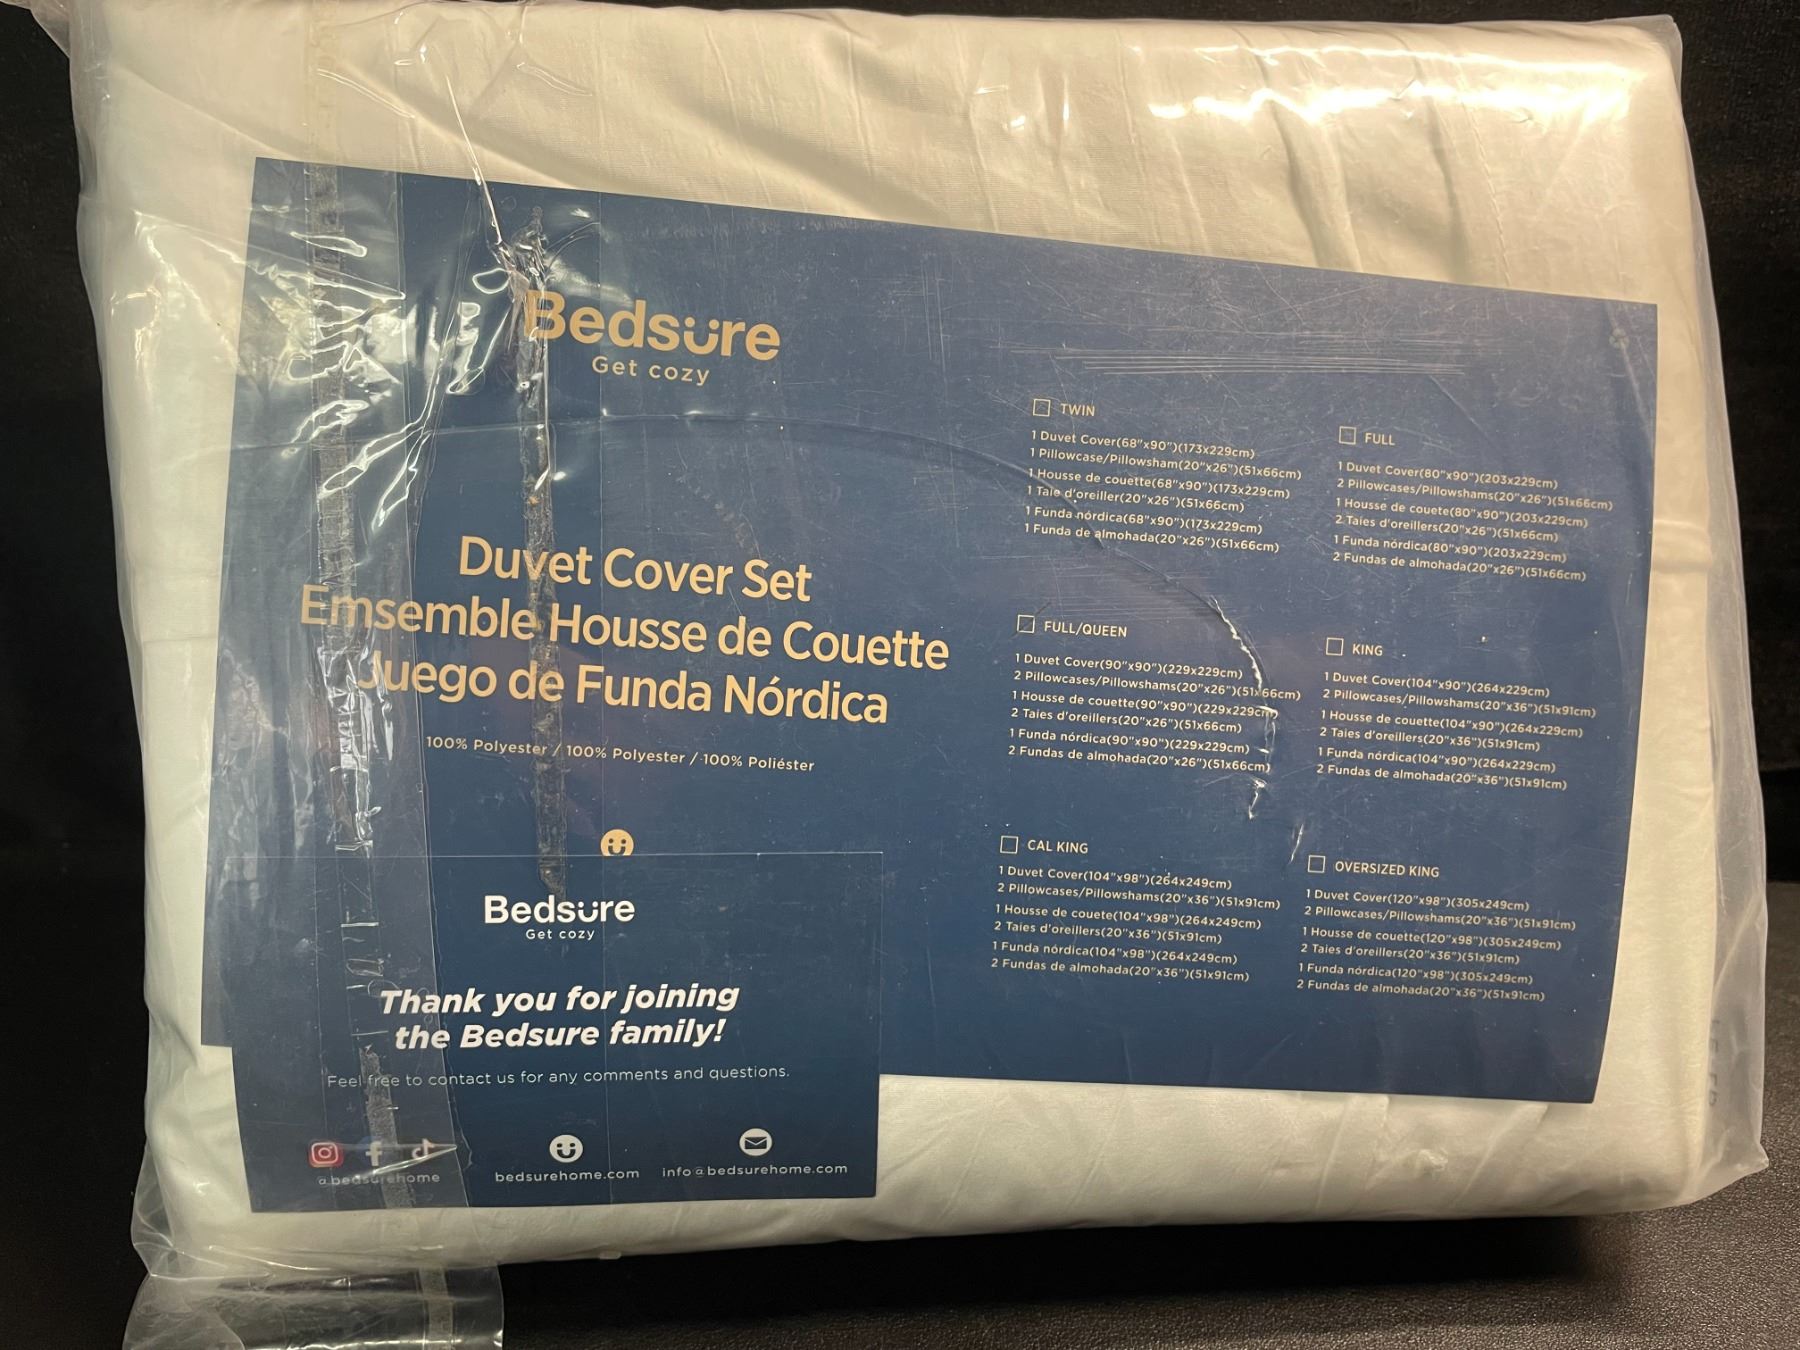 Bedsure
Get cozy
Duvet Cover Set
Emsemble Housse de Couette
Juego de Funda Nórdica
100% Polyester / 100% Polyester / 100% Poliéster
TWIN
1 Duvet Cover(68"x90")(173x229cm)
1 Pillowcase/Pillowsham(20"x26")(51x66cm)
1 Housse de couette(68"x90")(173x229cm)
1 Taie d'oreiller(20"x26")(51x66cm)
1 Funda nórdica(68"x90")(173x229cm)
1 Funda de almohada(20"x26")(51x66cm)
FULL
1 Duvet Cover(80"x90")(203x229cm)
2 Pillowcases/Pillowshams(20"x26")(51x66cm)
1 Housse de couete(80"x90")(203x229cm)
2 Taies d'oreillers(20"x26")(51x66cm)
1 Funda nórdica(80"x90")(203x229cm)
2 Fundas de almohada(20"x26")(51x66cm)
FULL/QUEEN
1 Duvet Cover(90"x90")(229x229cm)
2 Pillowcases/Pillowshams(20"x26")(51x66cm)
1 Housse de couette(90"x90")(229x229cm)
2 Taies d'oreillers(20"x26")(51x66cm)
1 Funda nórdica(90"x90")(229x229cm)
2 Fundas de almohada(20"x26")(51x66cm)
KING
1 Duvet Cover(104"x90")(264x229cm)
2 Pillowcases/Pillowshams(20"x36")(51x91cm)
1 Housse de couette(104"x90")(264x229cm)
2 Taies d'oreillers(20"x36")(51x91cm)
1 Funda nórdica(104"x90")(264x229cm)
2 Fundas de almohada(20"x36")(51x91cm)
CAL KING
1 Duvet Cover(104"x98")(264x249cm)
2 Pillowcases/Pillowshams(20"x36")(51x91cm)
1 Housse de couete(104"x98")(264x249cm)
2 Taies d'oreillers(20"x36")(51x91cm)
1 Funda nórdica(104"x98")(264x249cm)
2 Fundas de almohada(20"x36")(51x91cm)
OVERSIZED KING
1 Duvet Cover(120"x98")(305x249cm)
2 Pillowcases/Pillowshams(20"x36")(51x91cm)
1 Housse de couette(120"x98")(305x249cm)
2 Taies d'oreillers(20"x36")(51x91cm)
1 Funda nórdica(120"x98")(305x249cm)
2 Fundas de almohada(20"x36")(51x91cm)
Bedsure
Get cozy
Thank you for joining
the Bedsure family!
Feel free to contact us for any comments and questions.
@bedsurehome
bedsurehome.com
info@bedsurehome.com